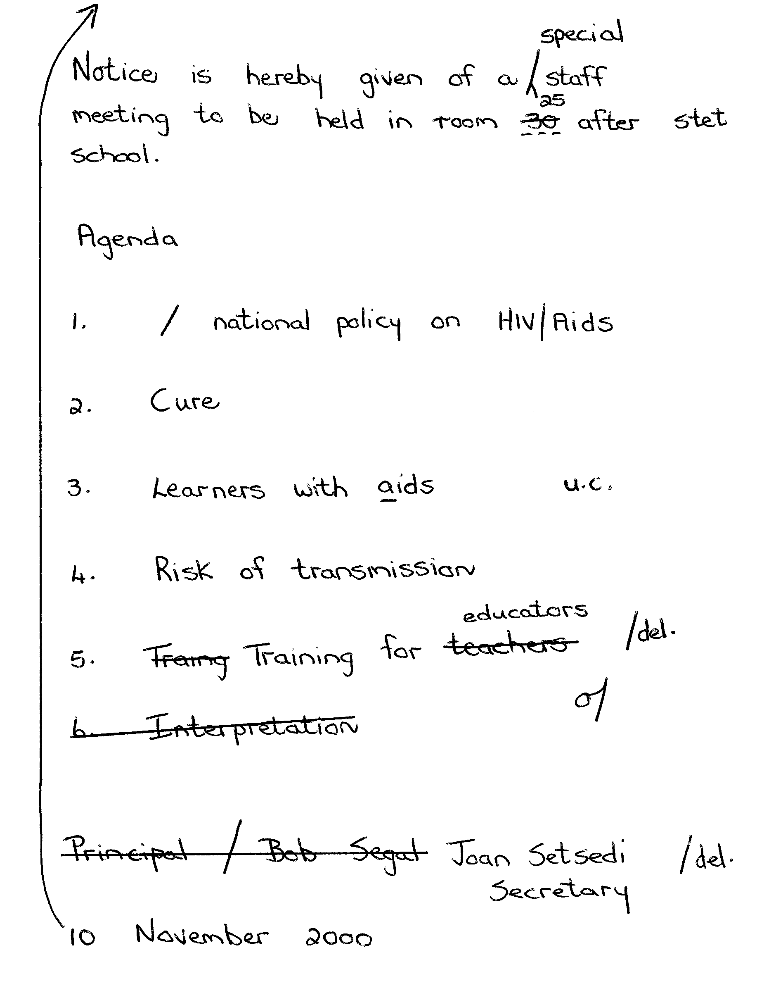 special
Notice is hereby given of a / staff
25
meeting to be held in room 30 after stet
school.
Agenda
1. / national policy on HIV/Aids
2. Cure
3. Learners with aids u.c.
4. Risk of transmission
educators
5. Traing Training for teachers /del.
6. Interpretation
Principal / Bob Segal Joan Setsedi /del.
Secretary
10 November 2000